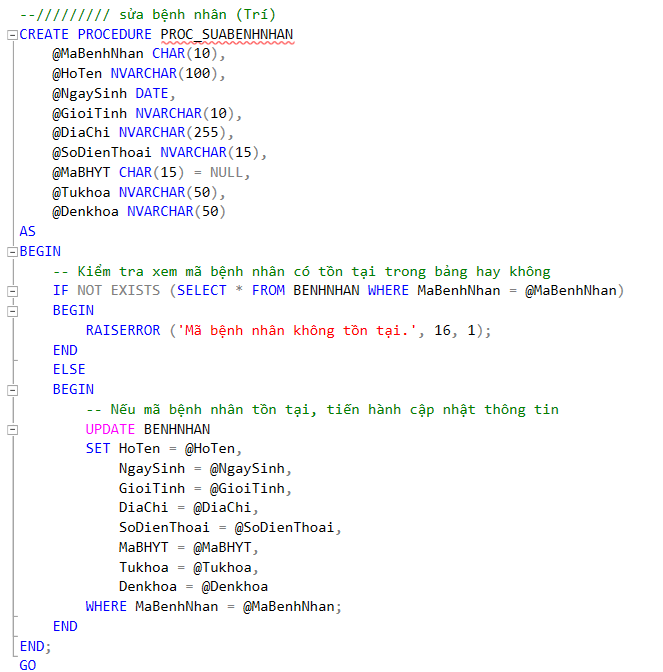 --///////// sửa bệnh nhân (Trí)
CREATE PROCEDURE PROC_SUABENHNHAN
    @MaBenhNhan CHAR(10),
    @HoTen NVARCHAR(100),
    @NgaySinh DATE,
    @GioiTinh NVARCHAR(10),
    @DiaChi NVARCHAR(255),
    @SoDienThoai NVARCHAR(15),
    @MaBHYT CHAR(15) = NULL,
    @Tukhoa NVARCHAR(50),
    @Denkhoa NVARCHAR(50)
AS
BEGIN
    -- Kiểm tra xem mã bệnh nhân có tồn tại trong bảng hay không
    IF NOT EXISTS (SELECT * FROM BENHNHAN WHERE MaBenhNhan = @MaBenhNhan)
    BEGIN
        RAISERROR ('Mã bệnh nhân không tồn tại.', 16, 1);
    END
    ELSE
    BEGIN
        -- Nếu mã bệnh nhân tồn tại, tiến hành cập nhật thông tin
        UPDATE BENHNHAN
        SET HoTen = @HoTen,
            NgaySinh = @NgaySinh,
            GioiTinh = @GioiTinh,
            DiaChi = @DiaChi,
            SoDienThoai = @SoDienThoai,
            MaBHYT = @MaBHYT,
            Tukhoa = @Tukhoa,
            Denkhoa = @Denkhoa
        WHERE MaBenhNhan = @MaBenhNhan;
    END
END;
GO